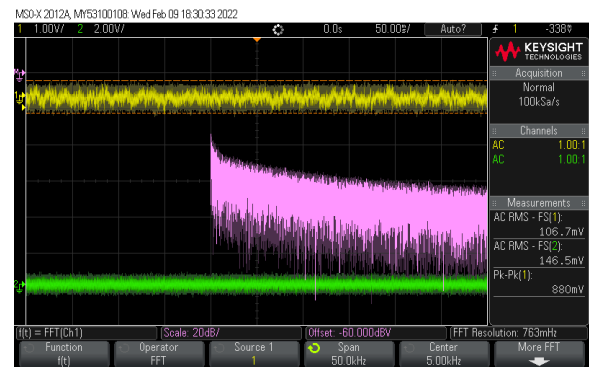 MSO-X 2012A, MY53100108: Wed Feb 09 18:30:33 2022
1 1.00V/ 2 2.00V/ 0.0s 50.00s/ Auto? 1 -338V
KEYSIGHT
TECHNOLOGIES
Acquisition
Normal
100kSa/s
Channels
AC 1.00:1
AC 1.00:1
Measurements
AC RMS - FS(1):
106.7mV
AC RMS - FS(2):
146.5mV
Pk-Pk(1):
880mV
f(t) = FFT(Ch1) Scale: 20dB/ Offset: -60.000dBV FFT Resolution: 763mHz
Function Operator Source 1 Span Center More FFT
f(t) FFT 1 50.0kHz 5.00kHz